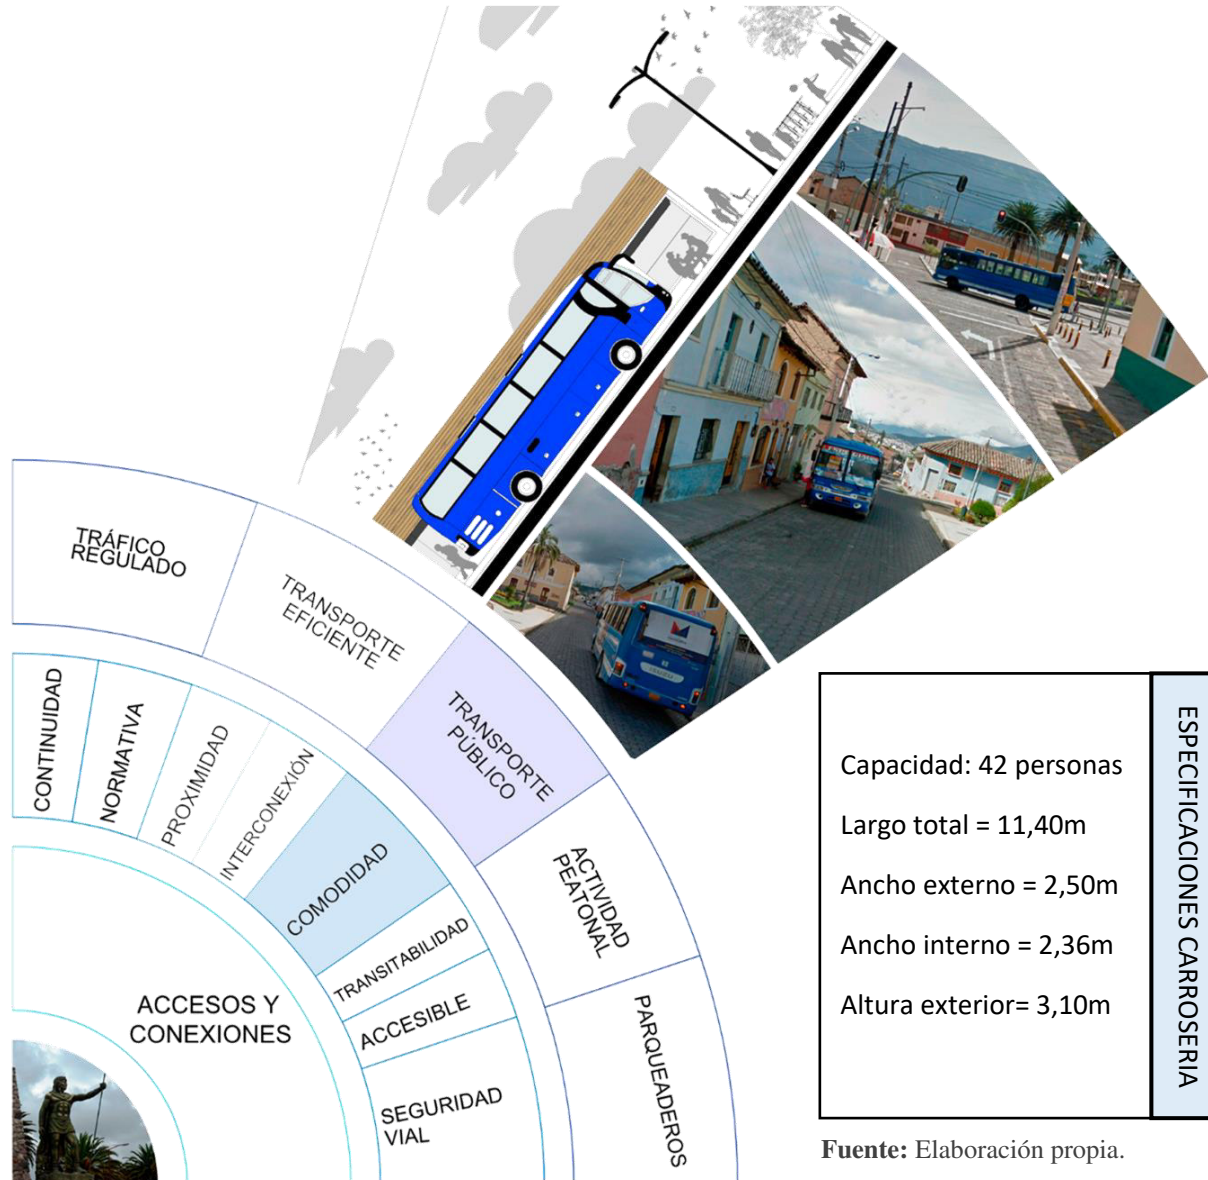 TRÁFICO
REGULADO
TRANSPORTE
EFICIENTE
TRANSPORTE
PÚBLICO
ACTIVIDAD
PEATONAL
PARQUEADEROS
CONTINUIDAD
NORMATIVA
PROXIMIDAD
INTERCONEXIÓN
COMODIDAD
TRANSITABILIDAD
ACCESIBLE
SEGURIDAD
VIAL
ACCESOS Y
CONEXIONES
Capacidad: 42 personas
Largo total = 11,40m
Ancho externo = 2,50m
Ancho interno = 2,36m
Altura exterior= 3,10m
ESPECIFICACIONES CARROSERIA
Fuente: Elaboración propia.